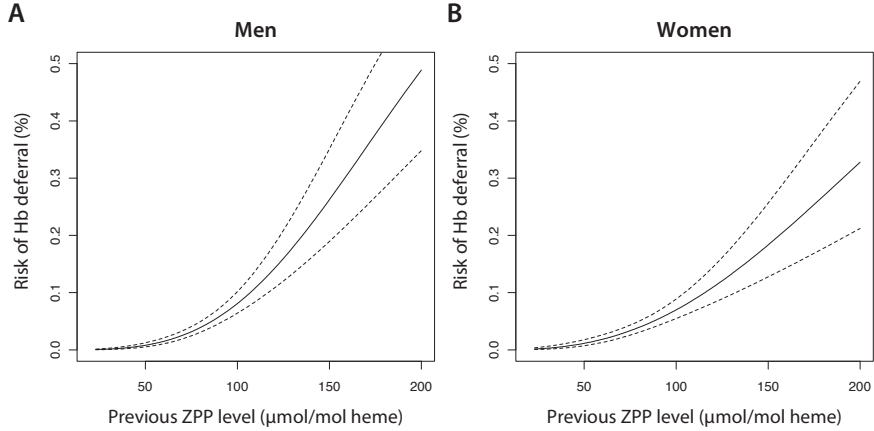 A
Men
Risk of Hb deferral (%)
0.5
0.4
0.3
0.2
0.1
0.0
50 100 150 200
Previous ZPP level (μmol/mol heme)
B
Women
Risk of Hb deferral (%)
0.5
0.4
0.3
0.2
0.1
0.0
50 100 150 200
Previous ZPP level (μmol/mol heme)